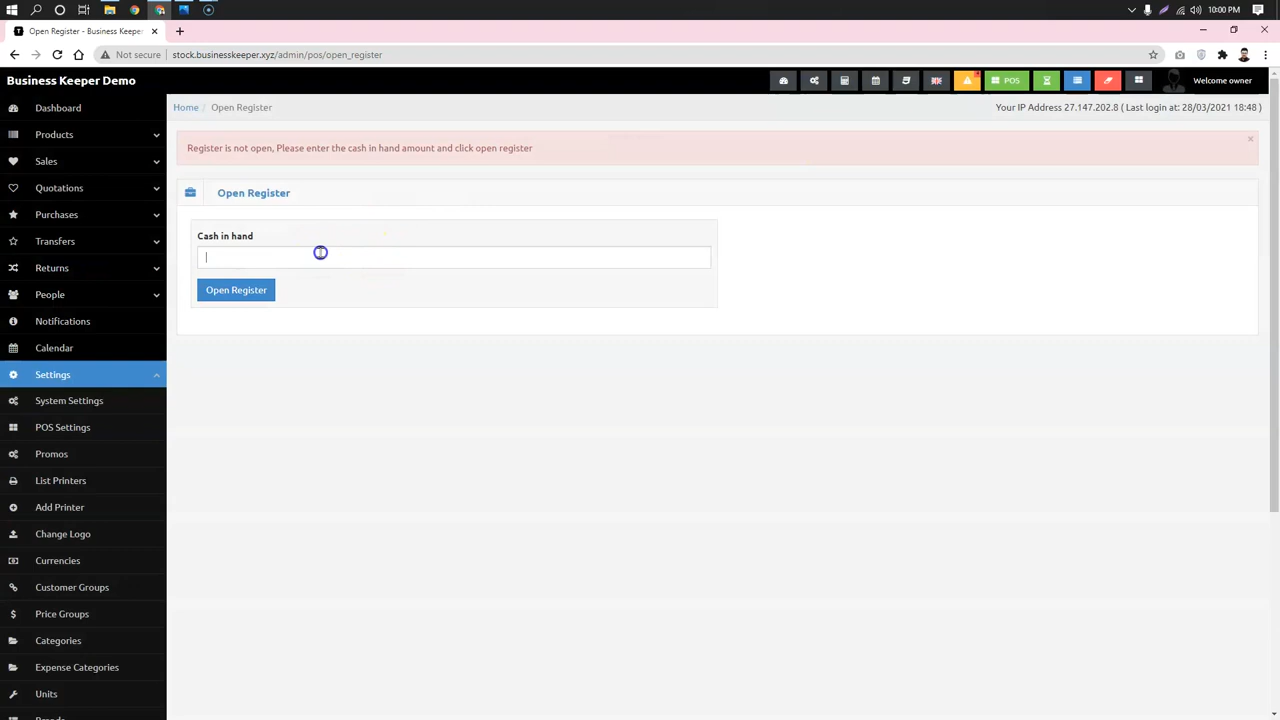 10:00 PM
Open Register - Business Keeper
Not secure
stock.businesskeeper.xyz/admin/pos/open_register
Business Keeper Demo
POS
Welcome owner
Dashboard
Products
Sales
Quotations
Purchases
Transfers
Returns
People
Notifications
Calendar
Settings
System Settings
POS Settings
Promos
List Printers
Add Printer
Change Logo
Currencies
Customer Groups
Price Groups
Categories
Expense Categories
Units
Home / Open Register
Your IP Address 27.147.202.8 ( Last login at: 28/03/2021 18:48 )
Register is not open, Please enter the cash in hand amount and click open register
×
Open Register
Cash in hand
Open Register